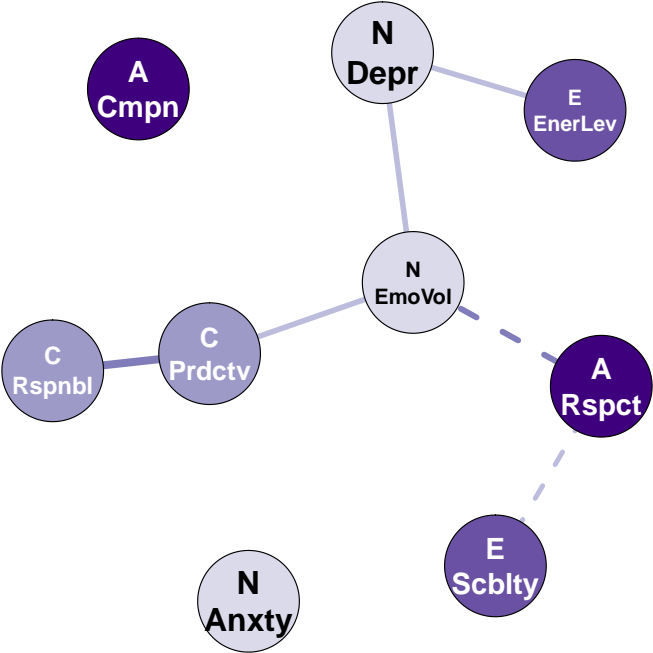 N
Depr
A
Cmpn
E
EnerLev
N
EmoVol
C
Prdctv
C
Rspnbl
A
Rspct
E
Scblty
N
Anxty